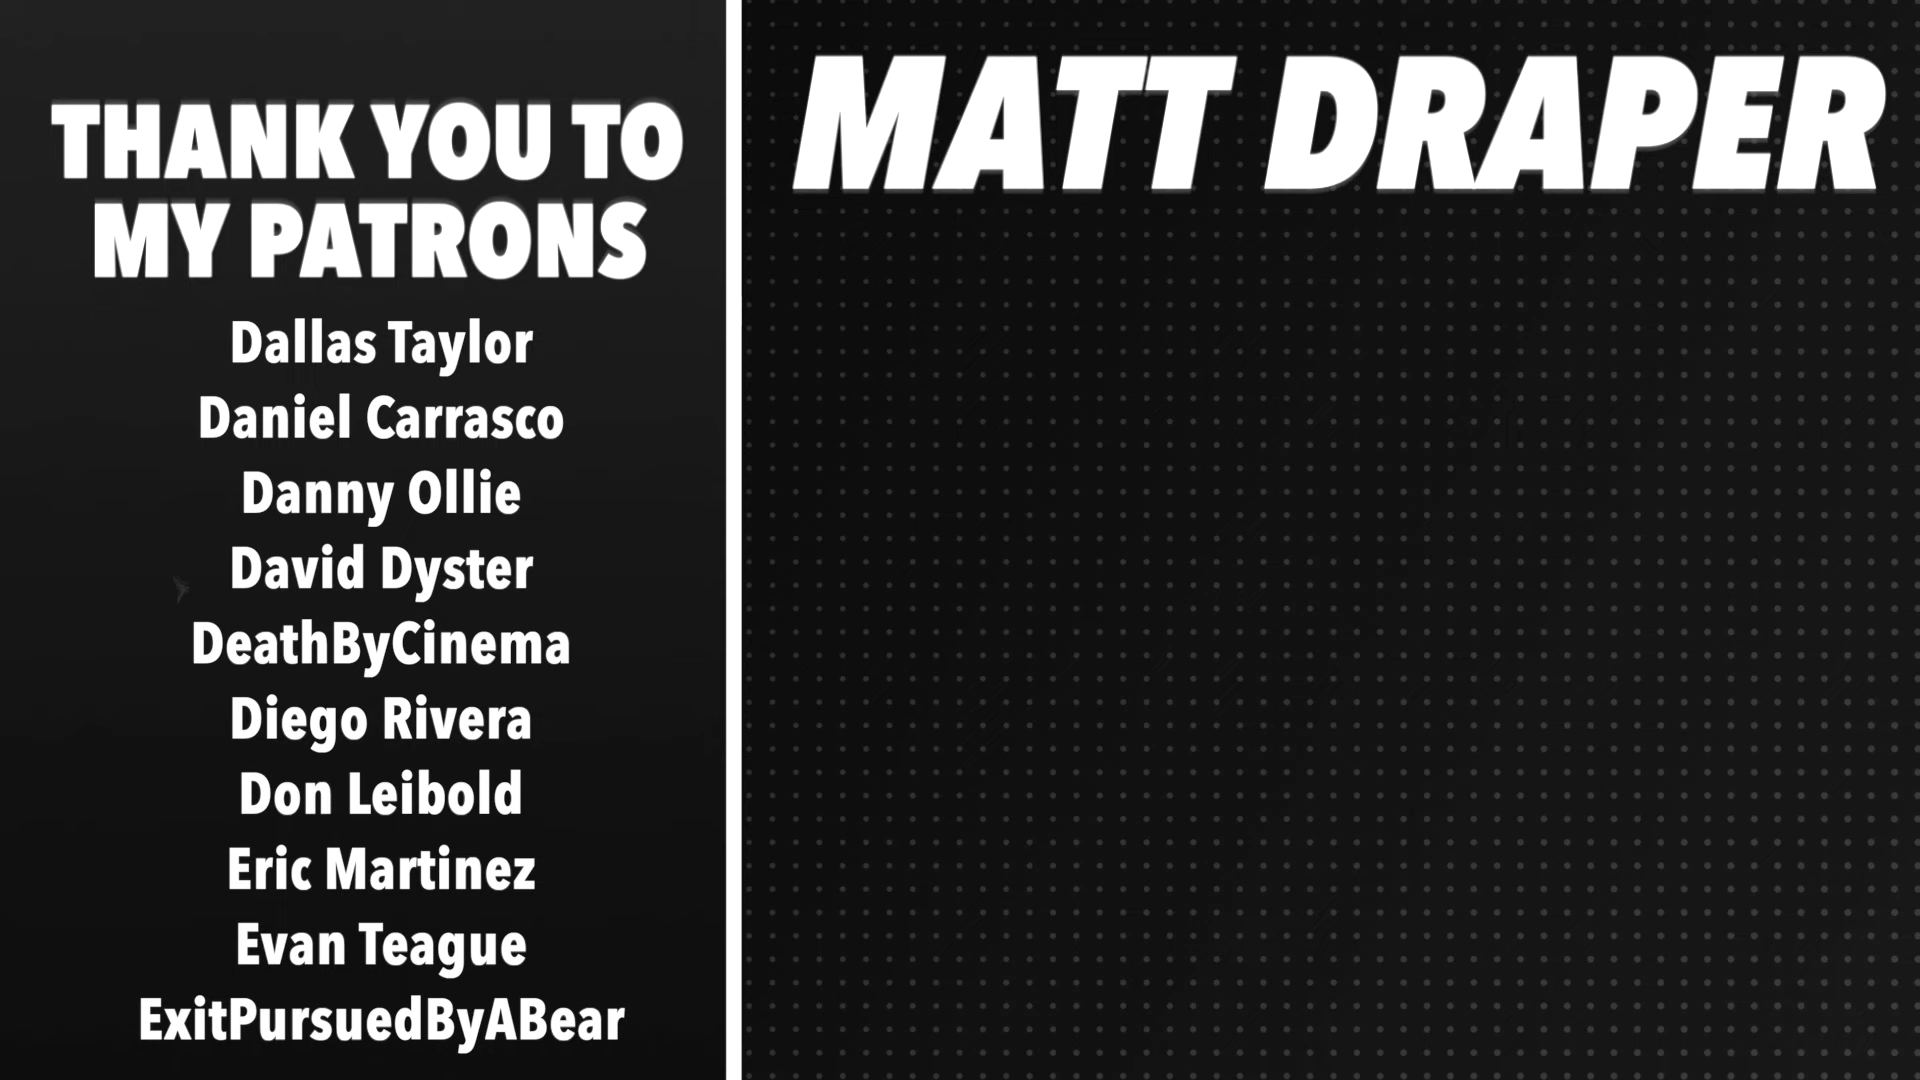 THANK YOU TO
MY PATRONS
Dallas Taylor
Daniel Carrasco
Danny Ollie
David Dyster
DeathByCinema
Diego Rivera
Don Leibold
Eric Martinez
Evan Teague
ExitPursuedByABear
MATT DRAPER